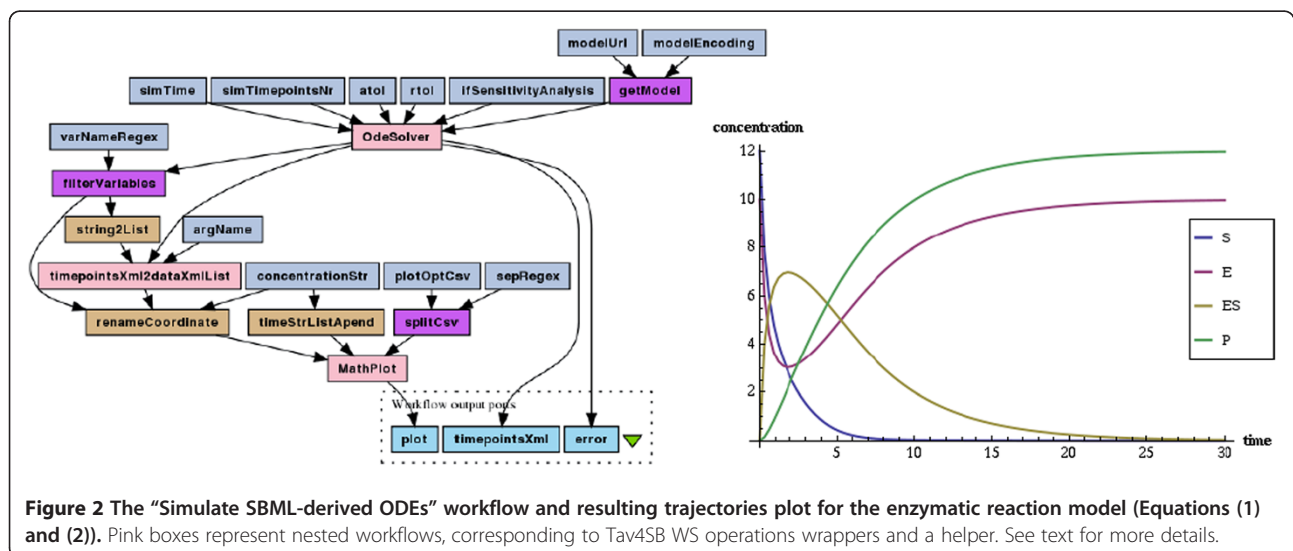 modelUrl modelEncoding
simTime simTimepointsNr atol rtol ifSensitivityAnalysis getModel
OdeSolver
varNameRegex
filterVariables
string2List argName
timepointsXml2dataXmlList concentrationStr plotOptCsv sepRegex
renameCoordinate timeStrListApend splitCsv
MathPlot
Workflow output ports
plot timepointsXml error
concentration
12
10
8
6
4
2
5 10 15 20 25 30
time
S
E
ES
P
Figure 2 The “Simulate SBML-derived ODEs” workflow and resulting trajectories plot for the enzymatic reaction model (Equations (1)
and (2)). Pink boxes represent nested workflows, corresponding to Tav4SB WS operations wrappers and a helper. See text for more details.